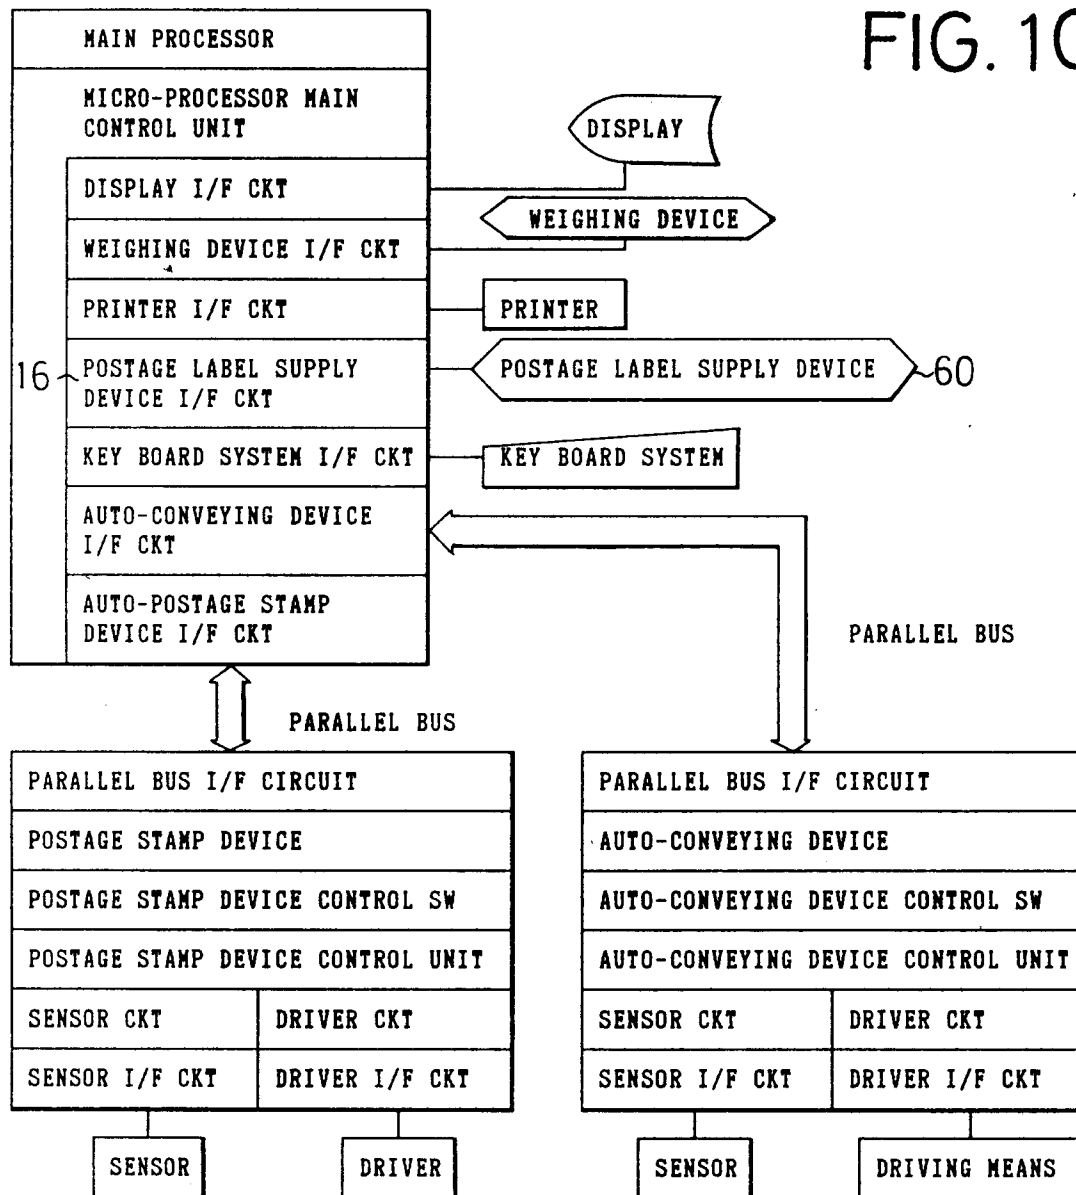 FIG. 10
MAIN PROCESSOR
MICRO-PROCESSOR MAIN
CONTROL UNIT
DISPLAY
DISPLAY I/F CKT
WEIGHING DEVICE
WEIGHING DEVICE I/F CKT
PRINTER I/F CKT
PRINTER
16
POSTAGE LABEL SUPPLY
DEVICE I/F CKT
POSTAGE LABEL SUPPLY DEVICE
60
KEY BOARD SYSTEM I/F CKT
KEY BOARD SYSTEM
AUTO-CONVEYING DEVICE
I/F CKT
AUTO-POSTAGE STAMP
DEVICE I/F CKT
PARALLEL BUS
PARALLEL BUS
PARALLEL BUS I/F CIRCUIT
POSTAGE STAMP DEVICE
POSTAGE STAMP DEVICE CONTROL SW
POSTAGE STAMP DEVICE CONTROL UNIT
SENSOR CKT
DRIVER CKT
SENSOR I/F CKT
DRIVER I/F CKT
SENSOR
DRIVER
PARALLEL BUS I/F CIRCUIT
AUTO-CONVEYING DEVICE
AUTO-CONVEYING DEVICE CONTROL SW
AUTO-CONVEYING DEVICE CONTROL UNIT
SENSOR CKT
DRIVER CKT
SENSOR I/F CKT
DRIVER I/F CKT
SENSOR
DRIVING MEANS